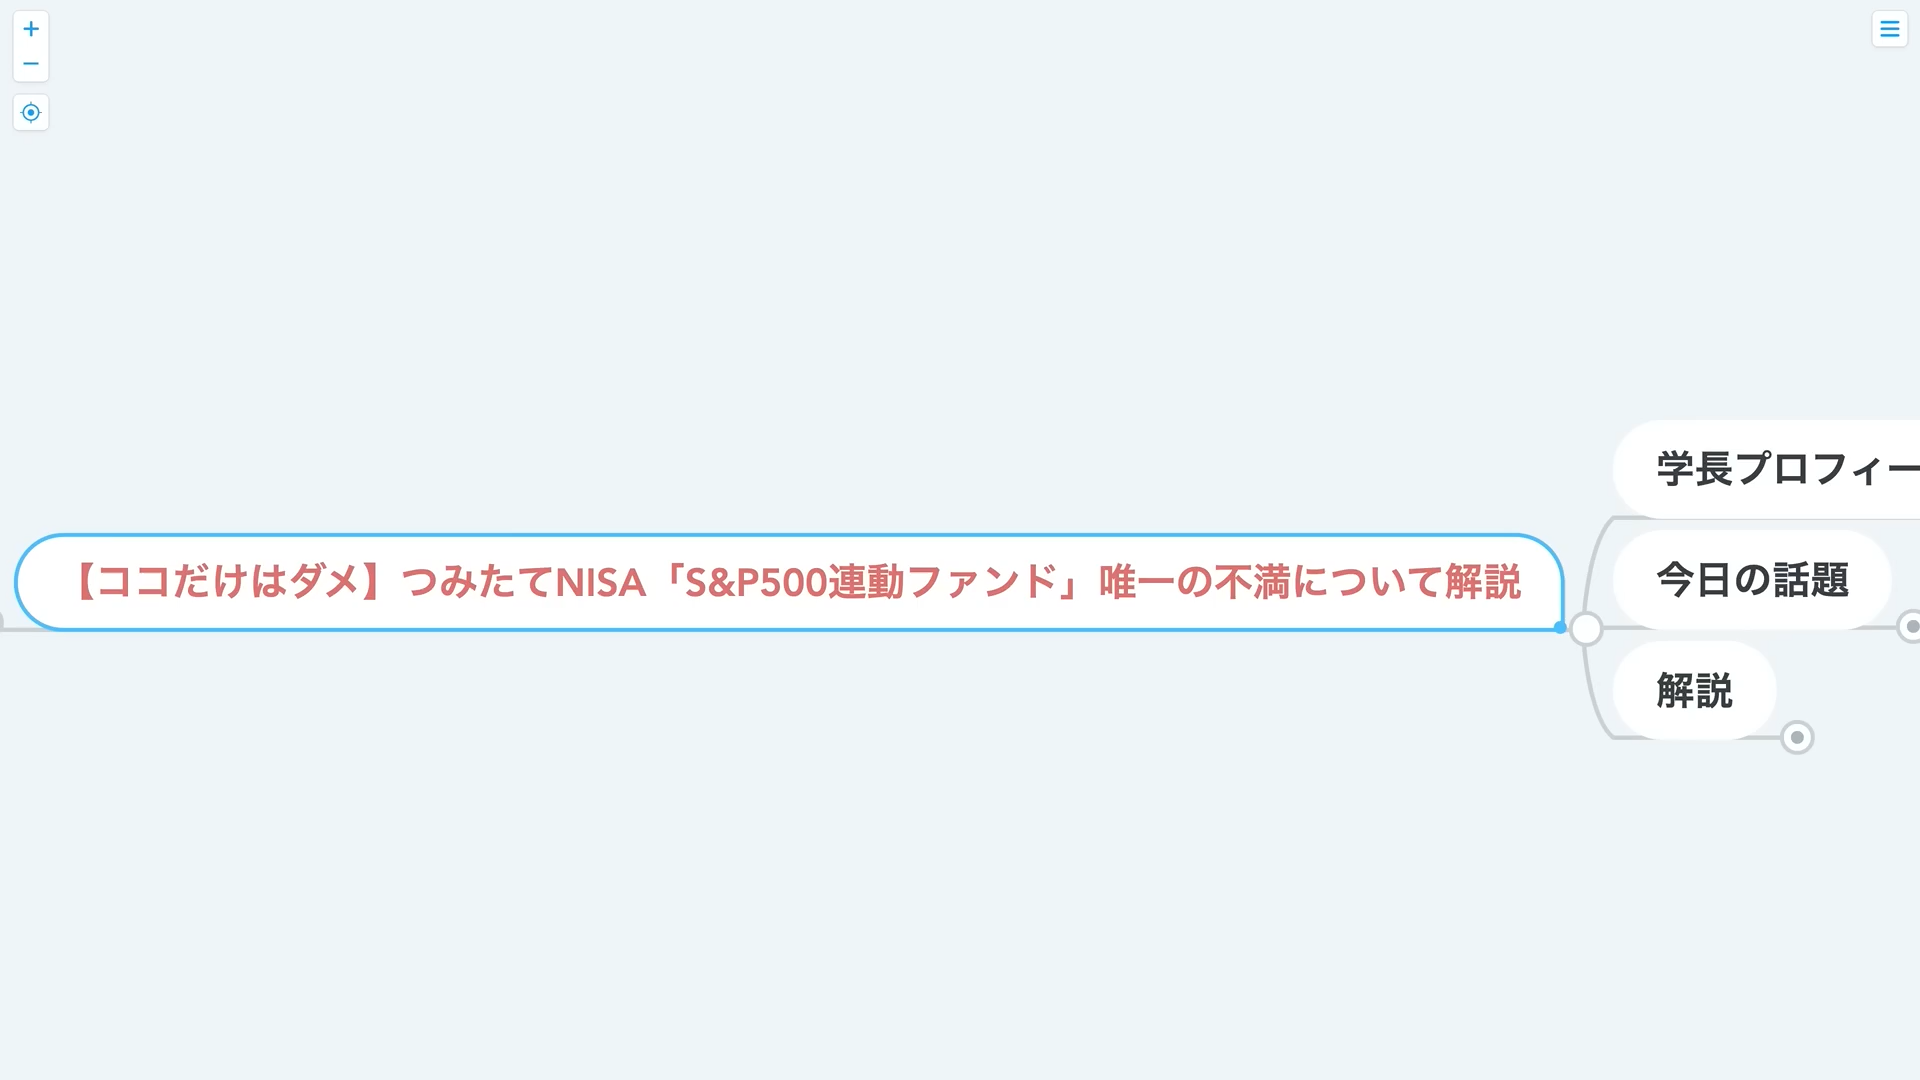 【ココだけはダメ】つみたてNISA「S&P500連動ファンド」唯一の不満について解説
学長プロフィー
今日の話題
解説